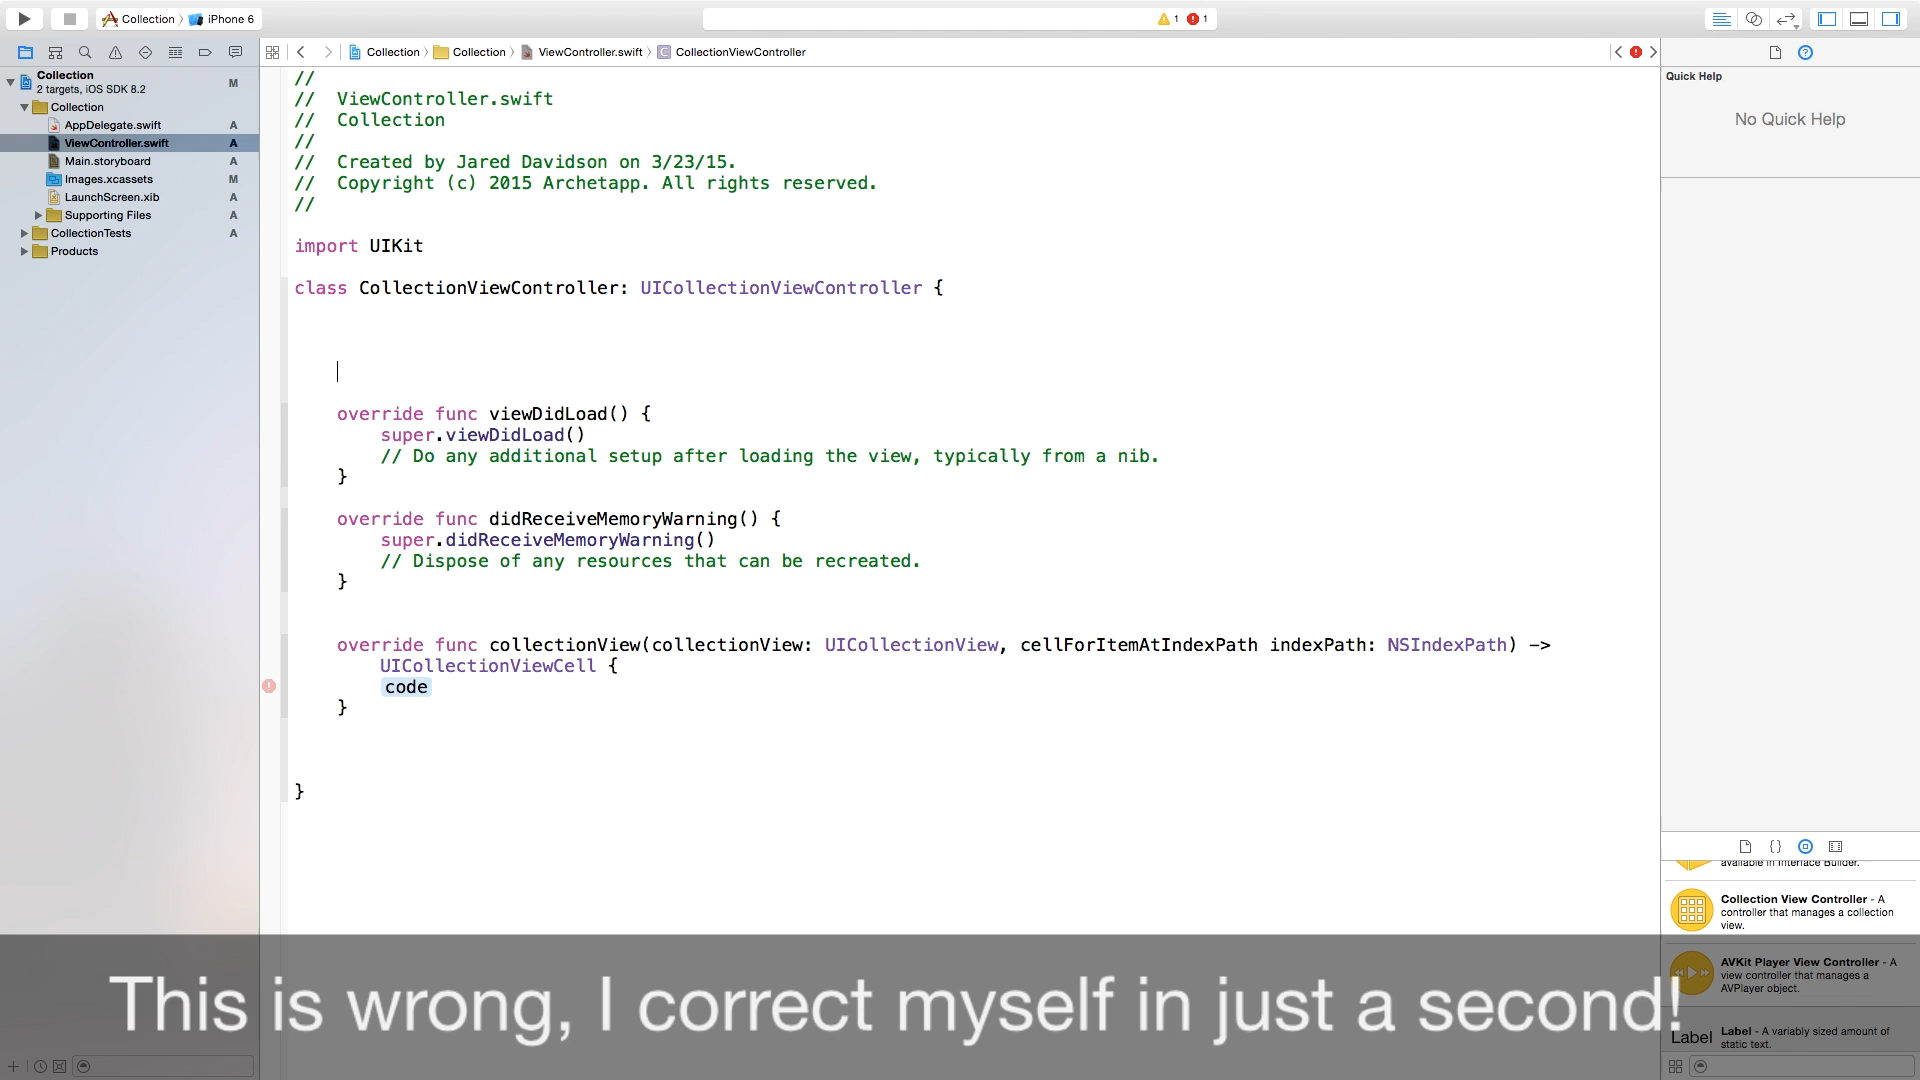 Collection
iPhone 6
1
1
Collection
Collection
ViewController.swift
C
CollectionViewController
Collection
2 targets, iOS SDK 8.2
M
Collection
AppDelegate.swift
A
ViewController.swift
A
Main.storyboard
A
Images.xcassets
M
LaunchScreen.xib
A
Supporting Files
A
CollectionTests
A
Products
//
//  ViewController.swift
//  Collection
//
//  Created by Jared Davidson on 3/23/15.
//  Copyright (c) 2015 Archetapp. All rights reserved.
//
import UIKit
class CollectionViewController: UICollectionViewController {
override func viewDidLoad() {
super.viewDidLoad()
// Do any additional setup after loading the view, typically from a nib.
}
override func didReceiveMemoryWarning() {
super.didReceiveMemoryWarning()
// Dispose of any resources that can be recreated.
}
override func collectionView(collectionView: UICollectionView, cellForItemAtIndexPath indexPath: NSIndexPath) ->
UICollectionViewCell {
code
}
}
Quick Help
No Quick Help
available in Interface Builder.
Collection View Controller - A
controller that manages a collection
view.
AVKit Player View Controller - A
view controller that manages a
AVPlayer object.
Label
Label - A variably sized amount of
static text.
This is wrong, I correct myself in just a second!